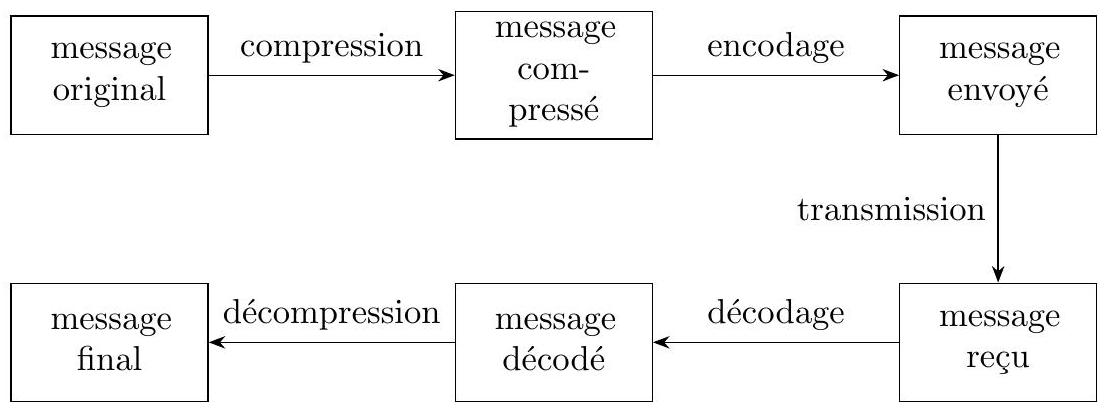 message
original
compression
message
com-
pressé
encodage
message
envoyé
transmission
message
final
décompression
message
décodé
décodage
message
reçu